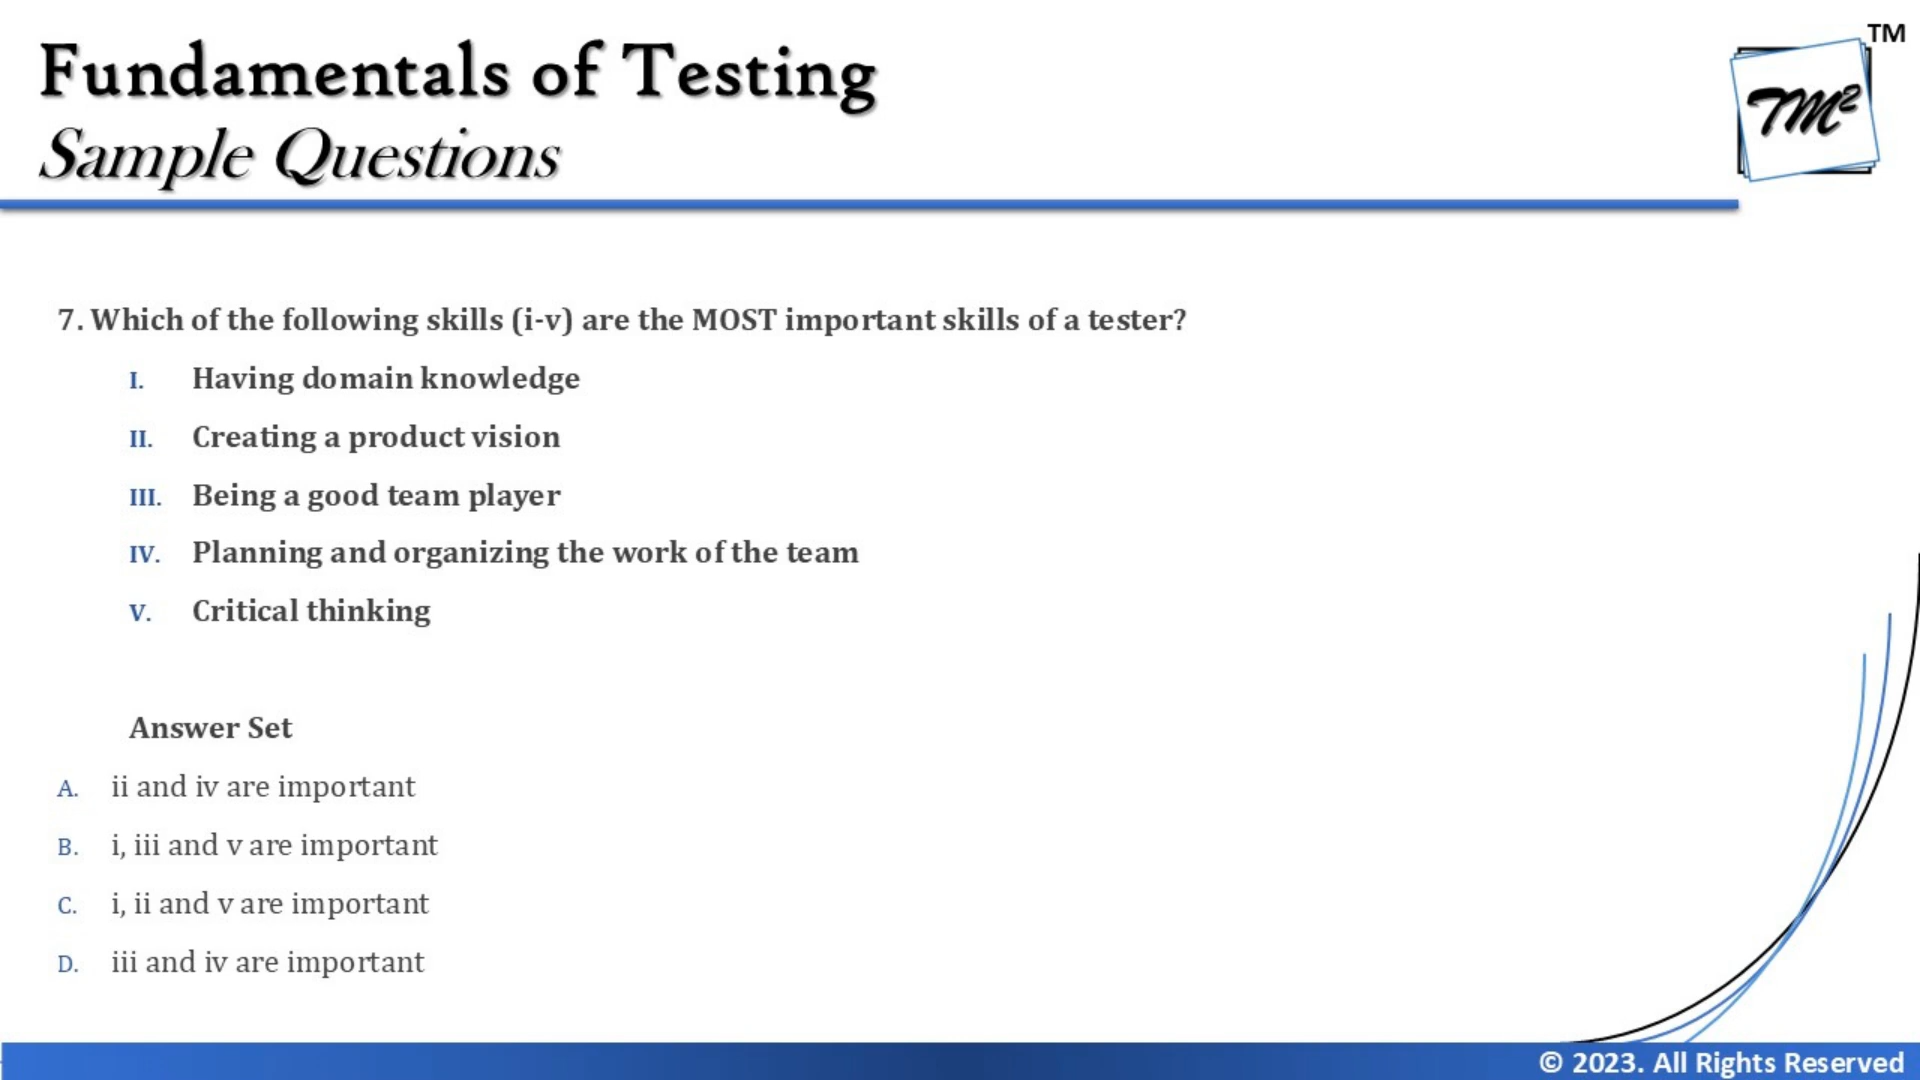 Fundamentals of Testing
Sample Questions
TM
TM²
7. Which of the following skills (i-v) are the MOST important skills of a tester?
I. Having domain knowledge
II. Creating a product vision
III. Being a good team player
IV. Planning and organizing the work of the team
V. Critical thinking
Answer Set
A. ii and iv are important
B. i, iii and v are important
C. i, ii and v are important
D. iii and iv are important
© 2023. All Rights Reserved